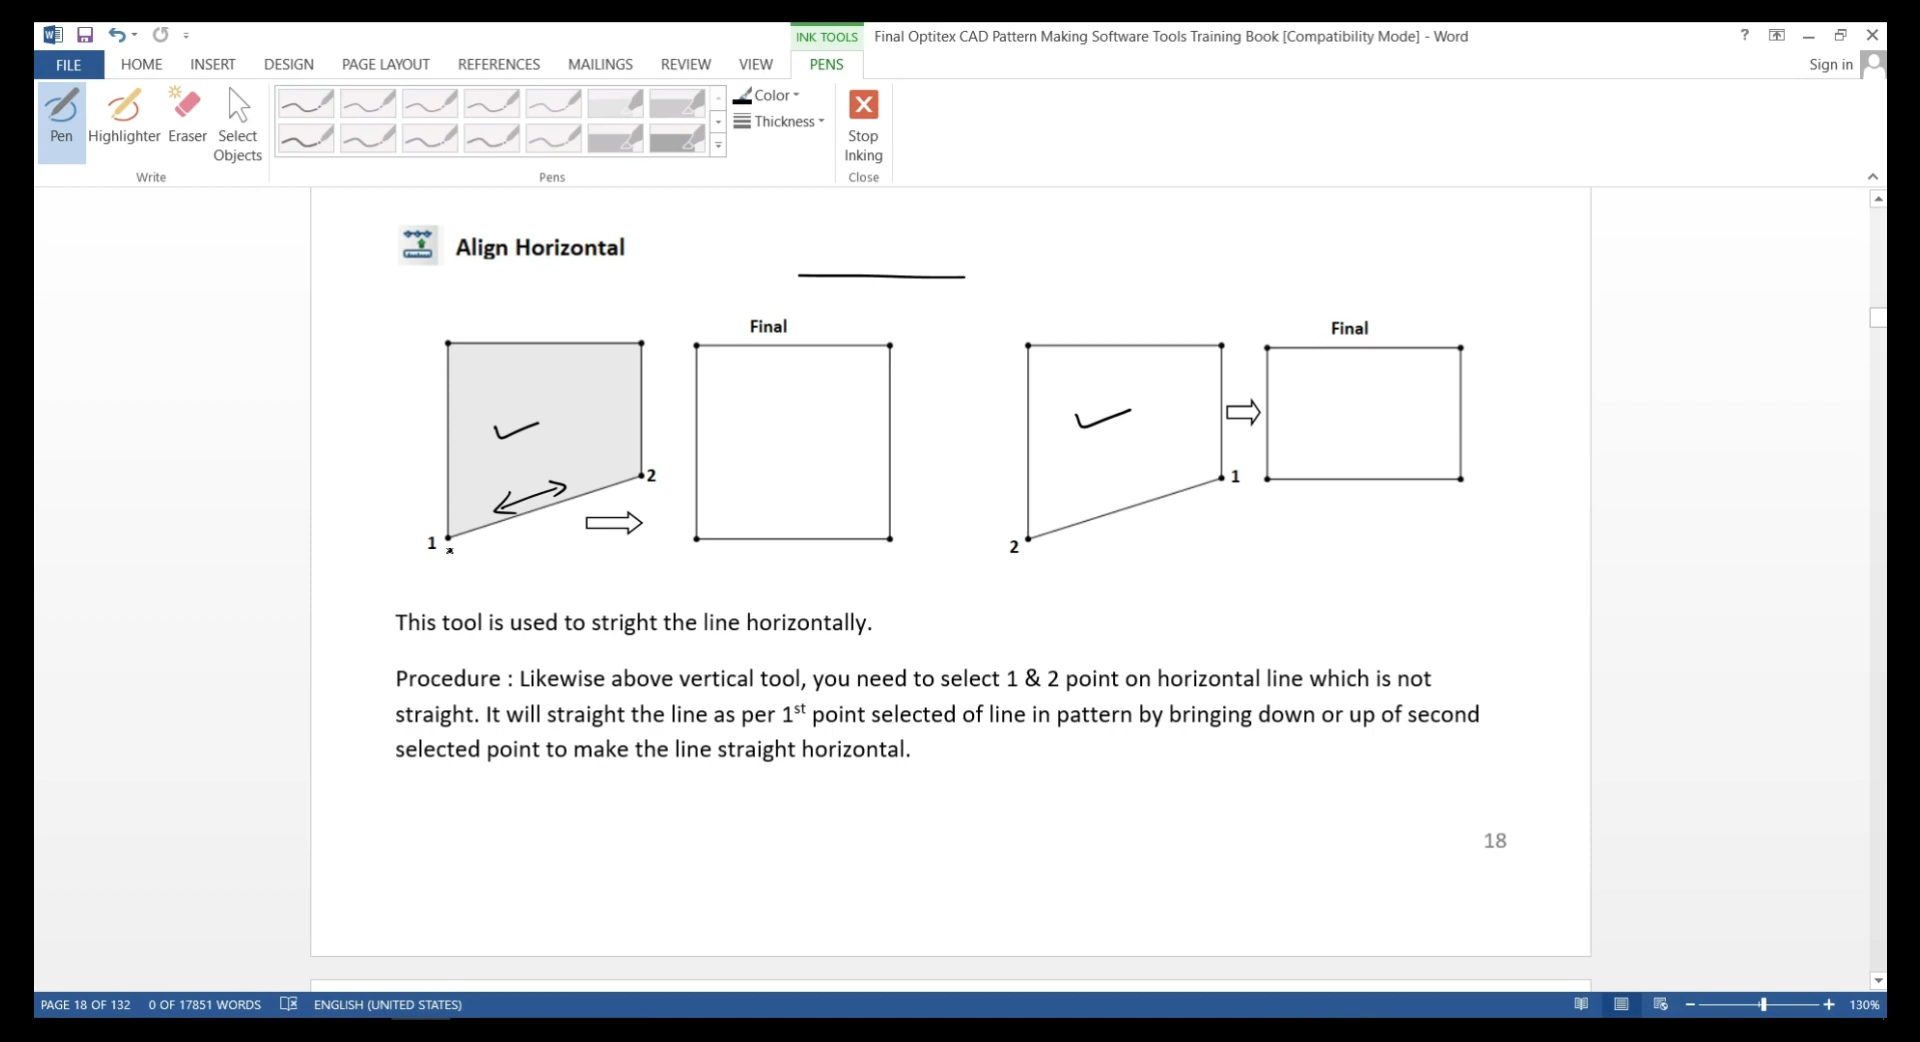 INK TOOLS Final Optitex CAD Pattern Making Software Tools Training Book [Compatibility Mode] - Word
FILE HOME INSERT DESIGN PAGE LAYOUT REFERENCES MAILINGS REVIEW VIEW PENS Sign in
Pen Highlighter Eraser Select Objects
Color
Thickness
Stop Inking
Write Pens Close
Align Horizontal
Final
Final
2
1
1
2
This tool is used to stright the line horizontally.
Procedure : Likewise above vertical tool, you need to select 1 & 2 point on horizontal line which is not
straight. It will straight the line as per 1st point selected of line in pattern by bringing down or up of second
selected point to make the line straight horizontal.
18
PAGE 18 OF 132 0 OF 17851 WORDS ENGLISH (UNITED STATES) 130%